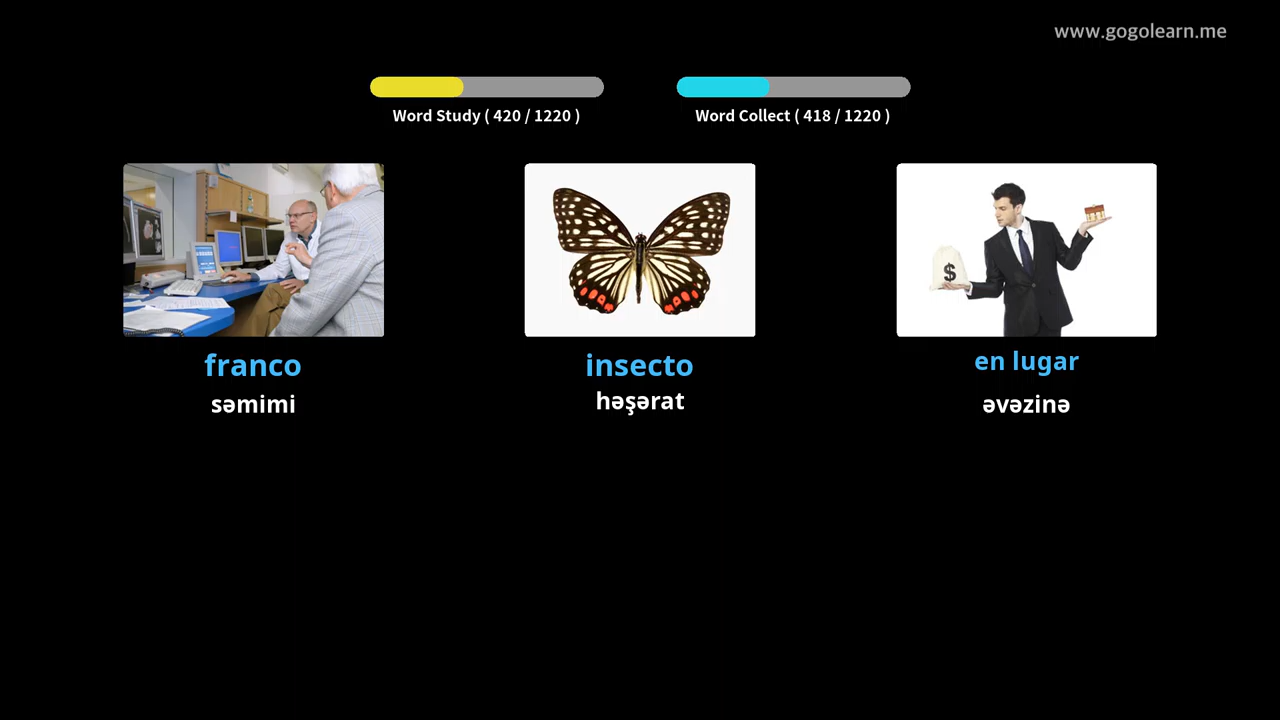 www.gogolearn.me
Word Study ( 420 / 1220 )
Word Collect ( 418 / 1220 )
franco
insecto
en lugar
səmimi
həşərat
əvəzinə
$